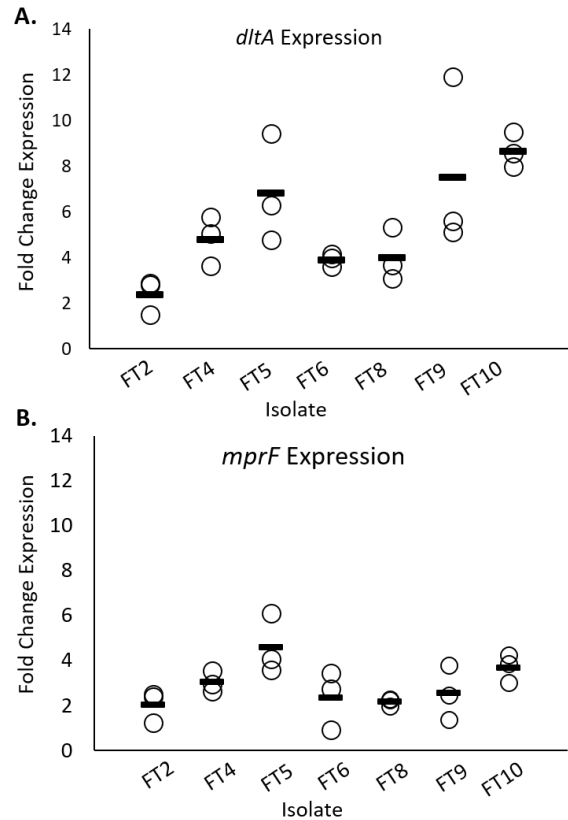 A.
dltA Expression
14
12
10
8
6
4
2
0
Fold Change Expression
FT2 FT4 FT5 FT6 FT8 FT9 FT10
Isolate
B.
mprF Expression
14
12
10
8
6
4
2
0
Fold Change Expression
FT2 FT4 FT5 FT6 FT8 FT9 FT10
Isolate